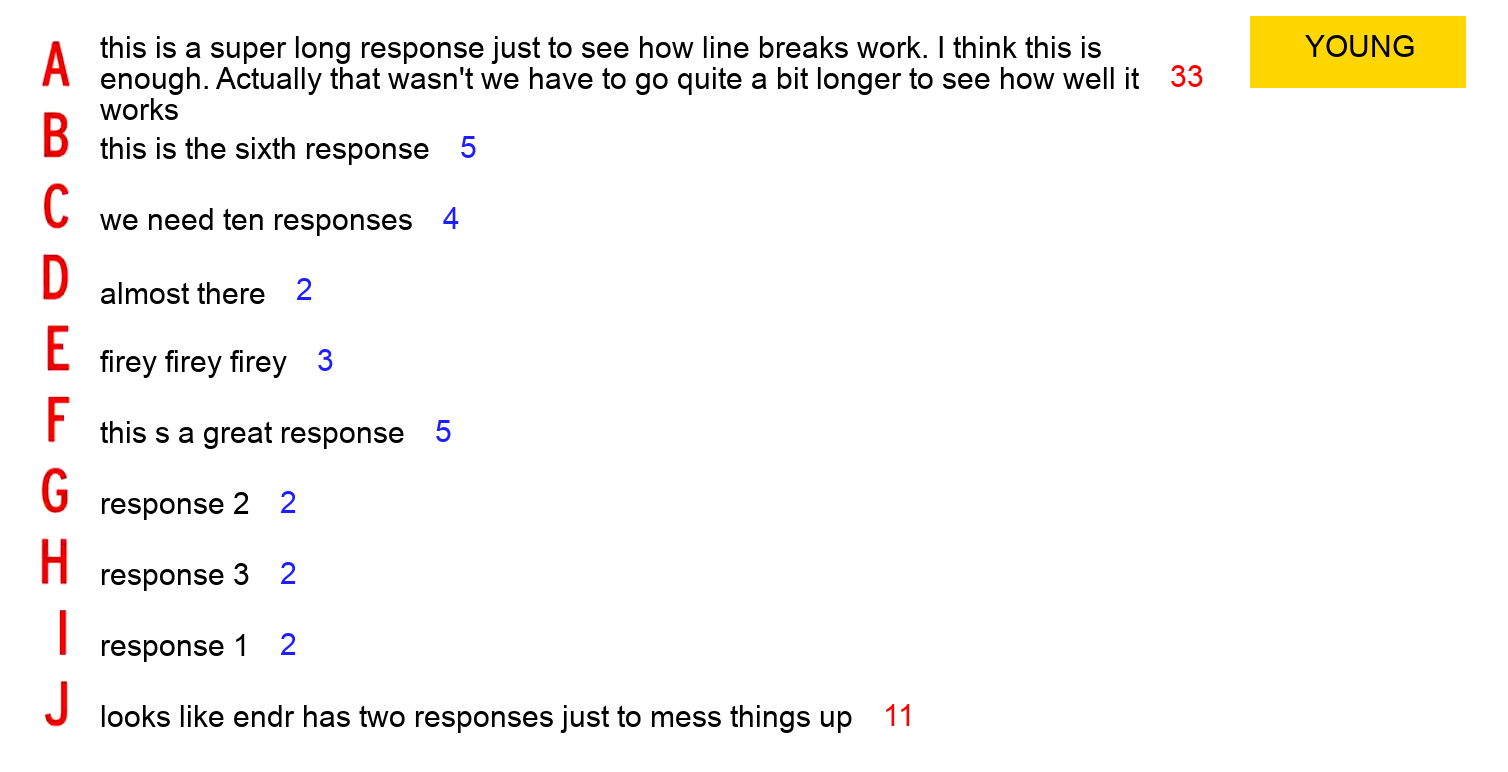 A this is a super long response just to see how line breaks work. I think this is
enough. Actually that wasn't we have to go quite a bit longer to see how well it 33
works
YOUNG
B this is the sixth response 5
C we need ten responses 4
D almost there 2
E firey firey firey 3
F this s a great response 5
G response 2 2
H response 3 2
I response 1 2
J looks like endr has two responses just to mess things up 11